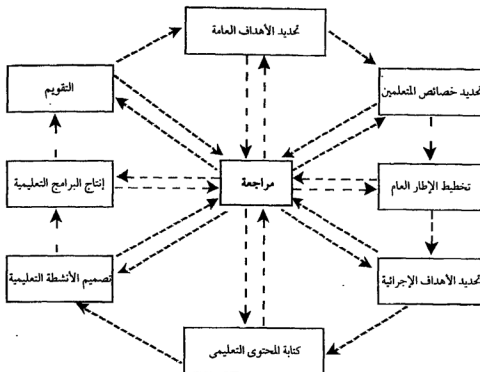 تحديد الأهداف العامة
تحديد خصائص المتعلمين
التقويم
مراجعة
تخطيط الإطار العام
إنتاج البرامج التعليمية
تحديد الأهداف الإجرائية
تصميم الأنشطة التعليمية
كتابة المحتوى التعليمى